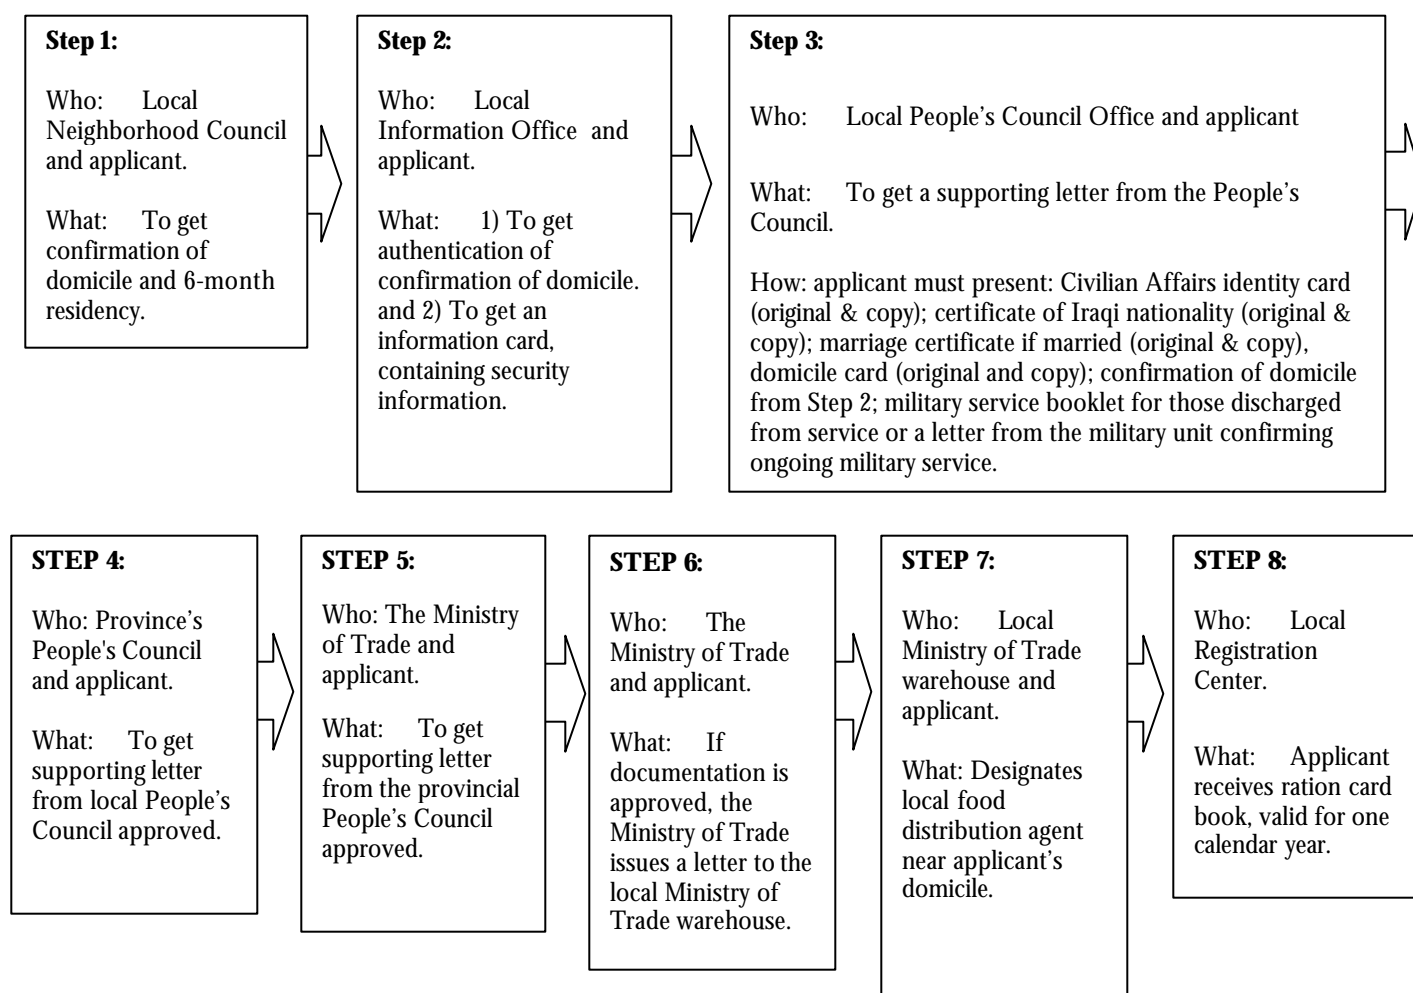 Step 1:
Who: Local
Neighborhood Council
and applicant.
What: To get
confirmation of
domicile and 6-month
residency.
Step 2:
Who: Local
Information Office and
applicant.
What: 1) To get
authentication of
confirmation of domicile.
and 2) To get an
information card,
containing security
information.
Step 3:
Who: Local People’s Council Office and applicant
What: To get a supporting letter from the People’s
Council.
How: applicant must present: Civilian Affairs identity card
(original & copy); certificate of Iraqi nationality (original &
copy); marriage certificate if married (original & copy),
domicile card (original and copy); confirmation of domicile
from Step 2; military service booklet for those discharged
from service or a letter from the military unit confirming
ongoing military service.
STEP 4:
Who: Province’s
People's Council
and applicant.
What: To get
supporting letter
from local People’s
Council approved.
STEP 5:
Who: The Ministry
of Trade and
applicant.
What: To get
supporting letter
from the provincial
People’s Council
approved.
STEP 6:
Who: The
Ministry of Trade
and applicant.
What: If
documentation is
approved, the
Ministry of Trade
issues a letter to the
local Ministry of
Trade warehouse.
STEP 7:
Who: Local
Ministry of Trade
warehouse and
applicant.
What: Designates
local food
distribution agent
near applicant’s
domicile.
STEP 8:
Who: Local
Registration
Center.
What: Applicant
receives ration card
book, valid for one
calendar year.